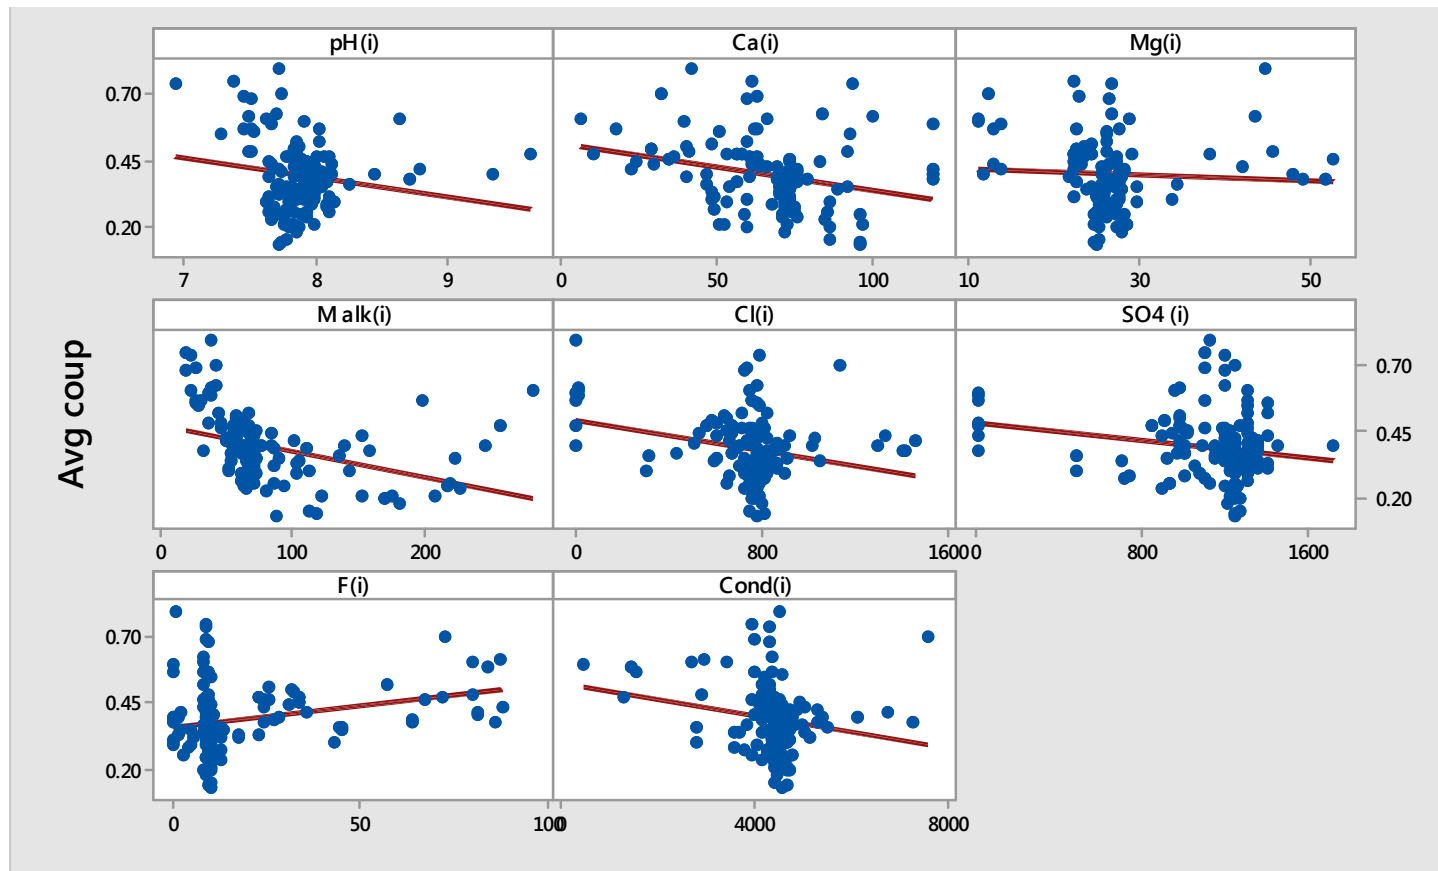 pH(i) Ca(i) Mg(i)
0.70
0.45
0.20
7 8 9 0 50 100 10 30 50
M alk(i) Cl(i) SO4 (i)
Avg coup
0.70
0.45
0.20
0 100 200 0 800 1600 0 800 1600
F(i) Cond(i)
0.70
0.45
0.20
0 50 100 0 4000 8000